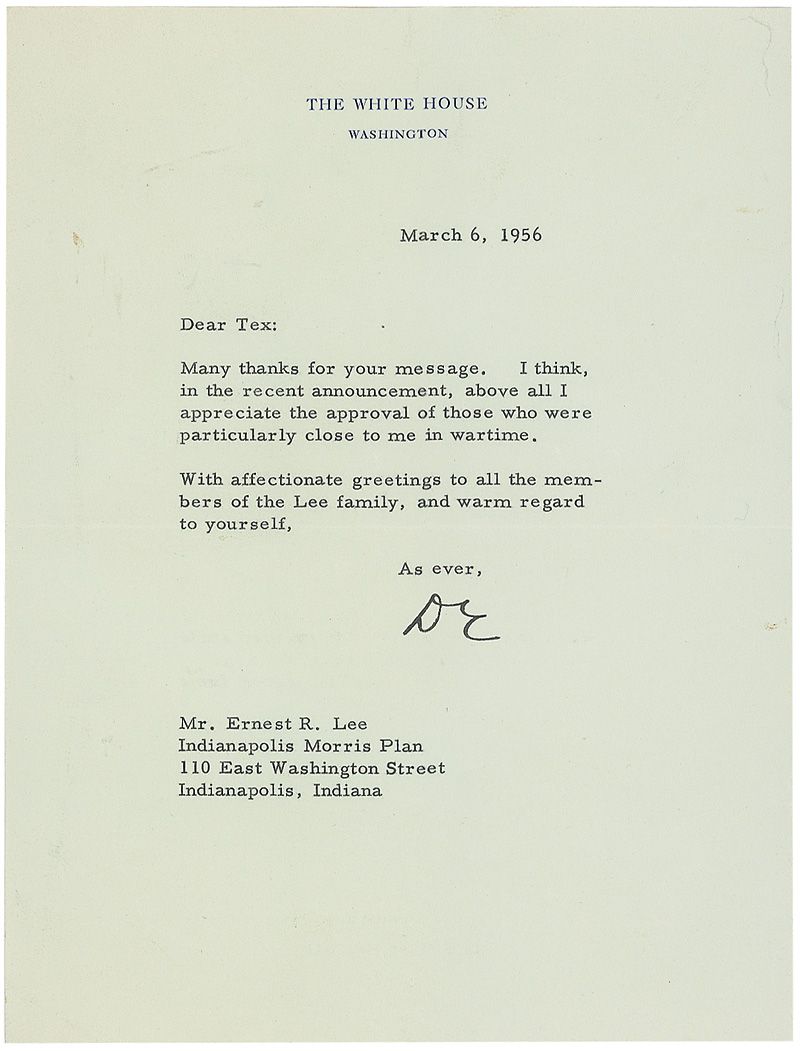 THE WHITE HOUSE
WASHINGTON
March 6, 1956
Dear Tex:
Many thanks for your message. I think,
in the recent announcement, above all I
appreciate the approval of those who were
particularly close to me in wartime.
With affectionate greetings to all the mem-
bers of the Lee family, and warm regard
to yourself,
As ever,
DE
Mr. Ernest R. Lee
Indianapolis Morris Plan
110 East Washington Street
Indianapolis, Indiana